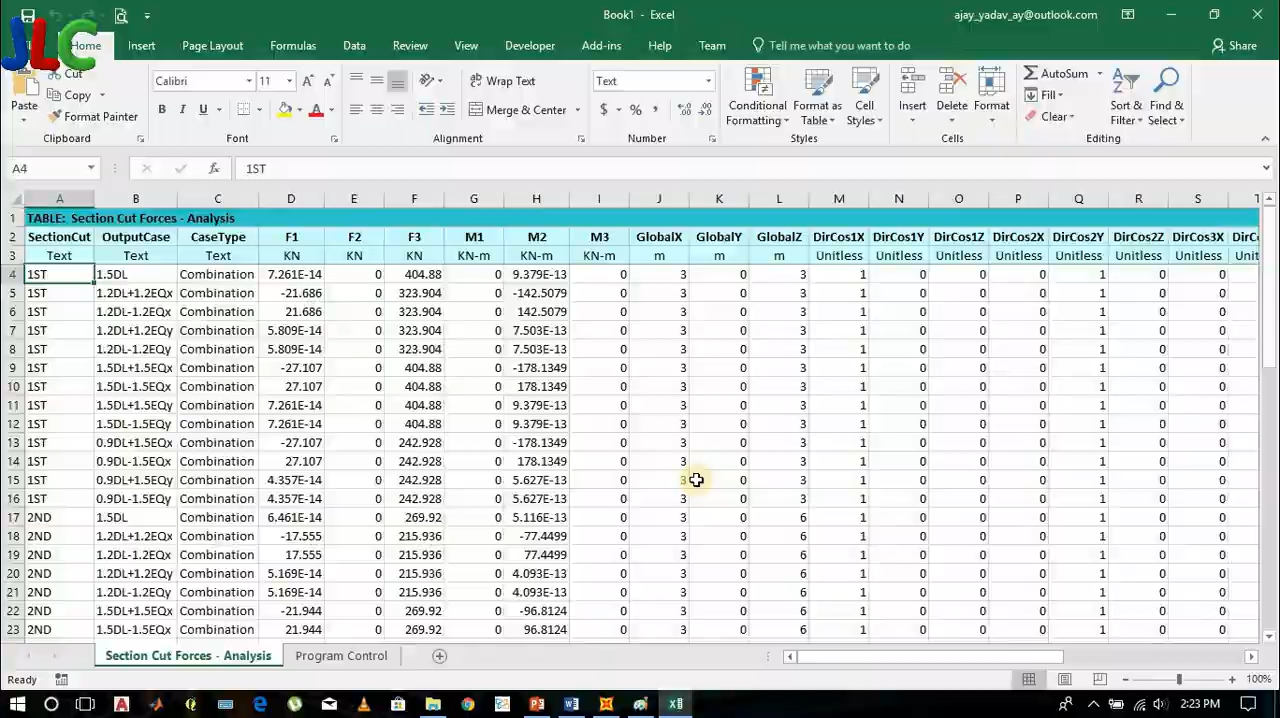 Book1 - Excel
ajay_yadav_ay@outlook.com
JLC
Home Insert Page Layout Formulas Data Review View Developer Add-ins Help Team Tell me what you want to do Share
Paste
Cut
Copy
Format Painter
Clipboard
Calibri 11
B I U
Font
Wrap Text
Merge & Center
Alignment
Text
$ %
Number
Conditional Formatting
Format as Table
Cell Styles
Styles
Insert Delete Format
Cells
AutoSum
Fill
Clear
Sort & Filter
Find & Select
Editing
A4 fx 1ST
A B C D E F G H I J K L M N O P Q R S T
1 TABLE: Section Cut Forces - Analysis
2 SectionCut OutputCase CaseType F1 F2 F3 M1 M2 M3 GlobalX GlobalY GlobalZ DirCos1X DirCos1Y DirCos1Z DirCos2X DirCos2Y DirCos2Z DirCos3X DirCo
3 Text Text Text KN KN KN KN-m KN-m KN-m m m m Unitless Unitless Unitless Unitless Unitless Unitless Unitless Unit
4 1ST 1.5DL Combination 7.261E-14 0 404.88 0 9.379E-13 0 3 0 3 1 0 0 0 1 0 0
5 1ST 1.2DL+1.2EQx Combination -21.686 0 323.904 0 -142.5079 0 3 0 3 1 0 0 0 1 0 0
6 1ST 1.2DL-1.2EQx Combination 21.686 0 323.904 0 142.5079 0 3 0 3 1 0 0 0 1 0 0
7 1ST 1.2DL+1.2EQy Combination 5.809E-14 0 323.904 0 7.503E-13 0 3 0 3 1 0 0 0 1 0 0
8 1ST 1.2DL-1.2EQy Combination 5.809E-14 0 323.904 0 7.503E-13 0 3 0 3 1 0 0 0 1 0 0
9 1ST 1.5DL+1.5EQx Combination -27.107 0 404.88 0 -178.1349 0 3 0 3 1 0 0 0 1 0 0
10 1ST 1.5DL-1.5EQx Combination 27.107 0 404.88 0 178.1349 0 3 0 3 1 0 0 0 1 0 0
11 1ST 1.5DL+1.5EQy Combination 7.261E-14 0 404.88 0 9.379E-13 0 3 0 3 1 0 0 0 1 0 0
12 1ST 1.5DL-1.5EQy Combination 7.261E-14 0 404.88 0 9.379E-13 0 3 0 3 1 0 0 0 1 0 0
13 1ST 0.9DL+1.5EQx Combination -27.107 0 242.928 0 -178.1349 0 3 0 3 1 0 0 0 1 0 0
14 1ST 0.9DL-1.5EQx Combination 27.107 0 242.928 0 178.1349 0 3 0 3 1 0 0 0 1 0 0
15 1ST 0.9DL+1.5EQy Combination 4.357E-14 0 242.928 0 5.627E-13 0 3 0 3 1 0 0 0 1 0 0
16 1ST 0.9DL-1.5EQy Combination 4.357E-14 0 242.928 0 5.627E-13 0 3 0 3 1 0 0 0 1 0 0
17 2ND 1.5DL Combination 6.461E-14 0 269.92 0 5.116E-13 0 3 0 6 1 0 0 0 1 0 0
18 2ND 1.2DL+1.2EQx Combination -17.555 0 215.936 0 -77.4499 0 3 0 6 1 0 0 0 1 0 0
19 2ND 1.2DL-1.2EQx Combination 17.555 0 215.936 0 77.4499 0 3 0 6 1 0 0 0 1 0 0
20 2ND 1.2DL+1.2EQy Combination 5.169E-14 0 215.936 0 4.093E-13 0 3 0 6 1 0 0 0 1 0 0
21 2ND 1.2DL-1.2EQy Combination 5.169E-14 0 215.936 0 4.093E-13 0 3 0 6 1 0 0 0 1 0 0
22 2ND 1.5DL+1.5EQx Combination -21.944 0 269.92 0 -96.8124 0 3 0 6 1 0 0 0 1 0 0
23 2ND 1.5DL-1.5EQx Combination 21.944 0 269.92 0 96.8124 0 3 0 6 1 0 0 0 1 0 0
Section Cut Forces - Analysis Program Control
Ready 100%
2:23 PM